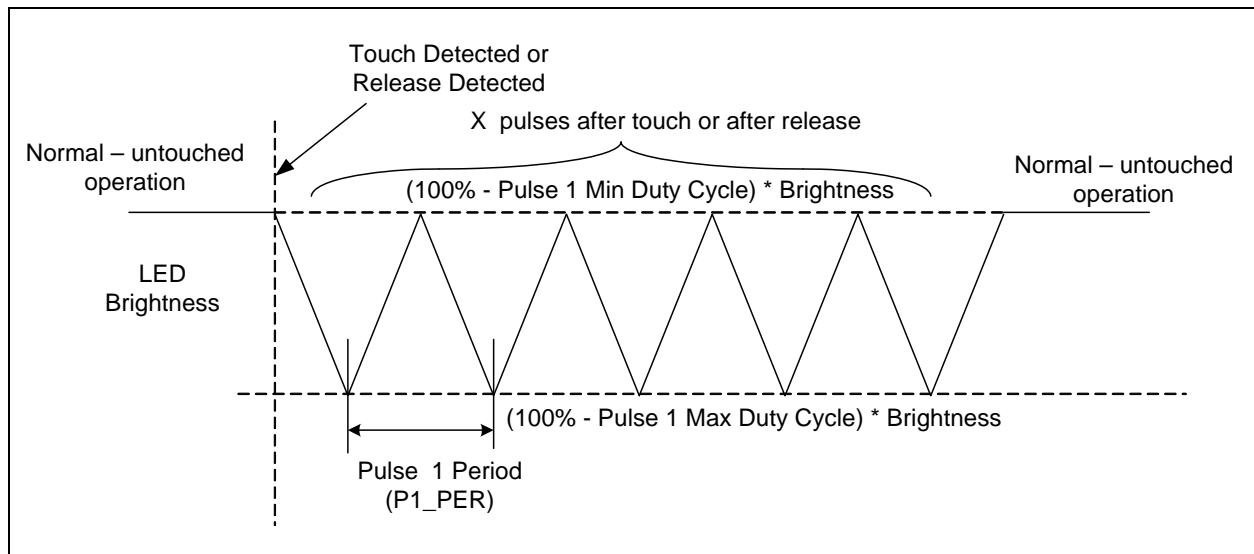 Touch Detected or
Release Detected
X pulses after touch or after release
Normal – untouched
operation
Normal – untouched
operation
(100% - Pulse 1 Min Duty Cycle) * Brightness
LED
Brightness
(100% - Pulse 1 Max Duty Cycle) * Brightness
Pulse 1 Period
(P1_PER)